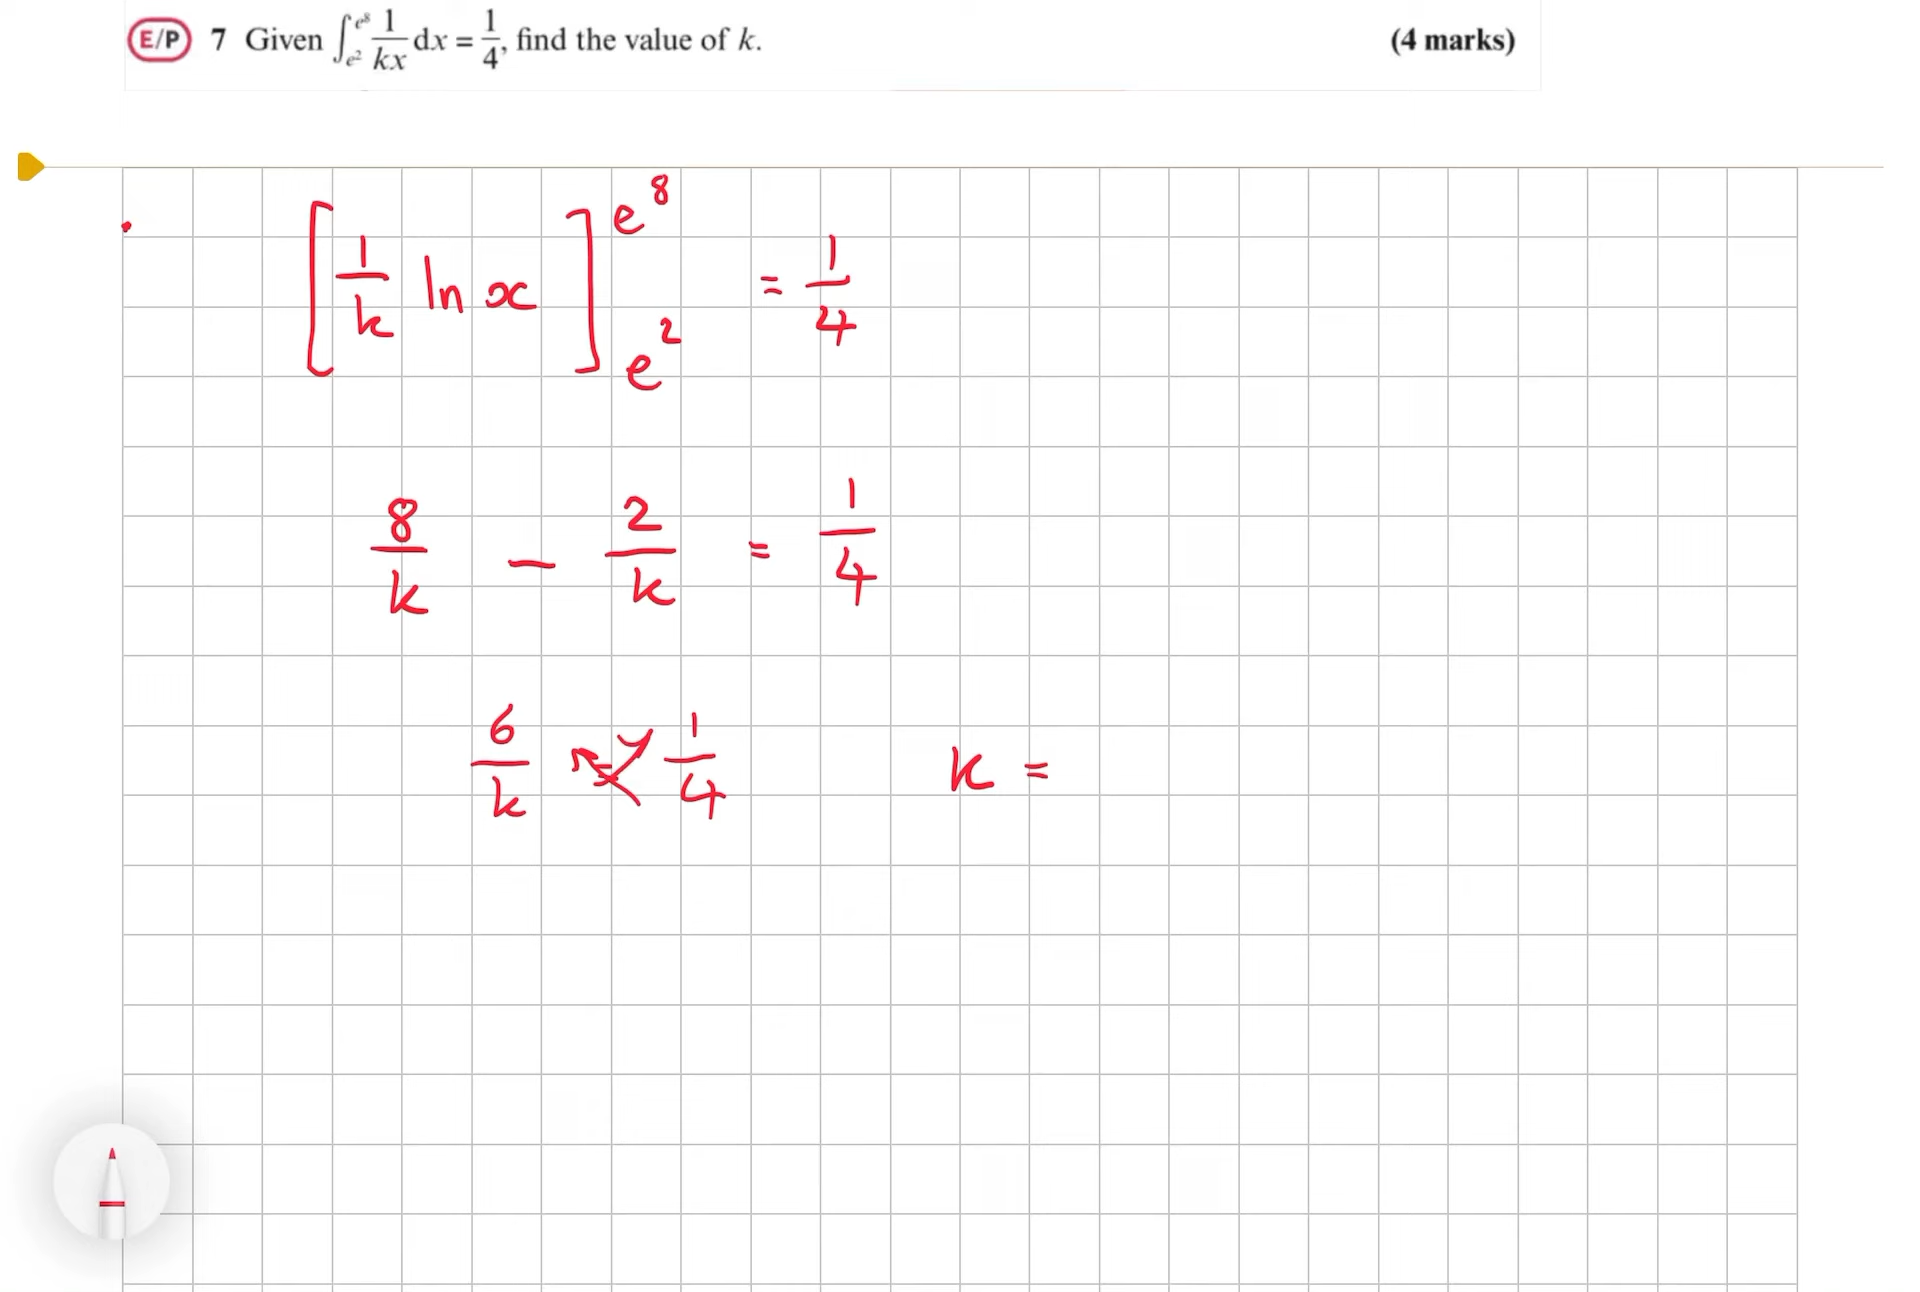 E/P 7 Given ∫_{e²}^{e⁸} 1/(kx) dx = 1/4, find the value of k. (4 marks)
[1/k ln x]_{e²}^{e⁸} = 1/4
8/k - 2/k = 1/4
6/k = 1/4 k =